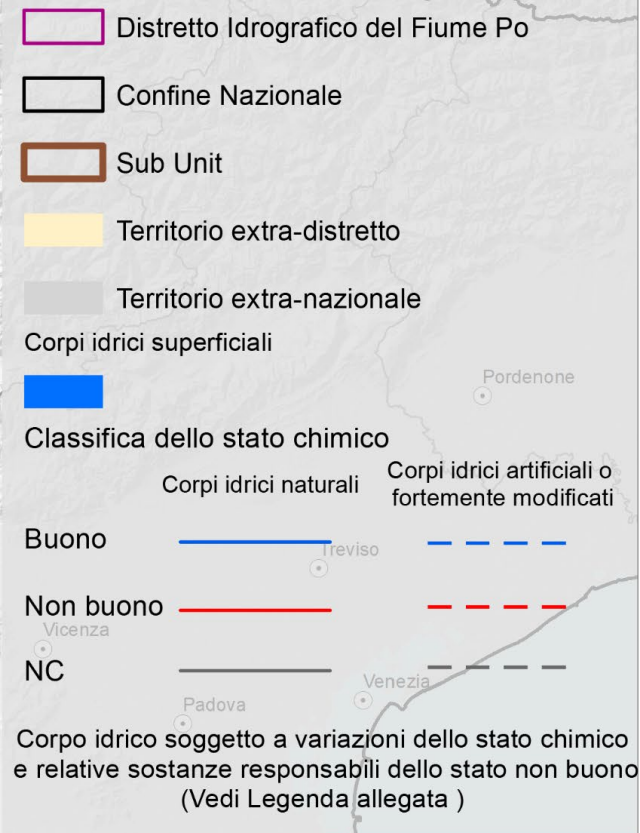 Distretto Idrografico del Fiume Po
Confine Nazionale
Sub Unit
Territorio extra-distretto
Territorio extra-nazionale
Corpi idrici superficiali
Pordenone
Classifica dello stato chimico
Corpi idrici naturali
Corpi idrici artificiali o
fortemente modificati
Buono
Treviso
Non buono
Vicenza
NC
Venezia
Padova
Corpo idrico soggetto a variazioni dello stato chimico
e relative sostanze responsabili dello stato non buono
(Vedi Legenda allegata )